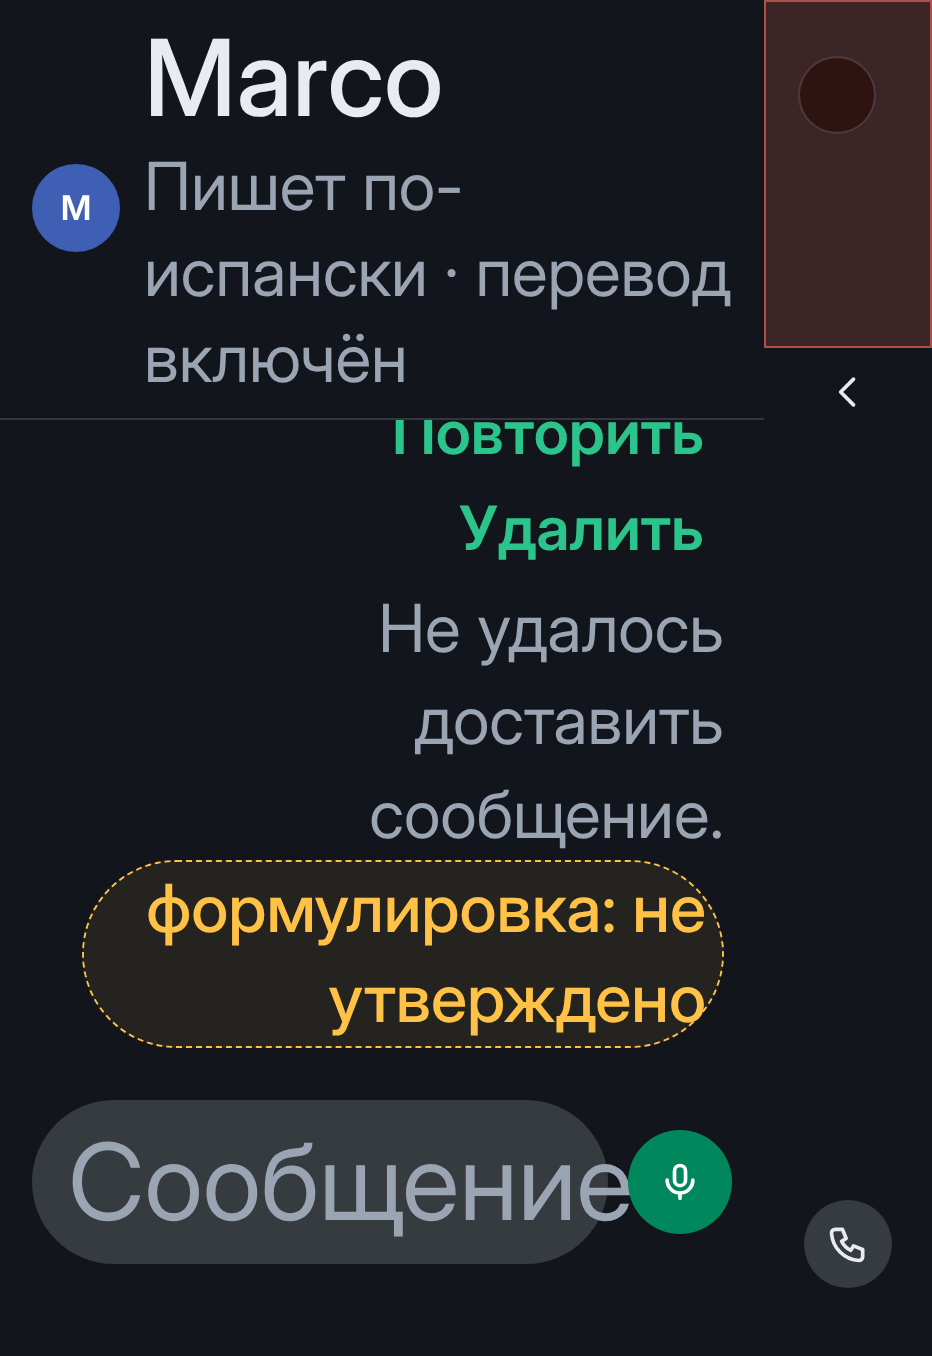 Marco
M
Пишет по-
испански · перевод
включён
Повторить
Удалить
Не удалось
доставить
сообщение.
формулировка: не
утверждено
Сообщение